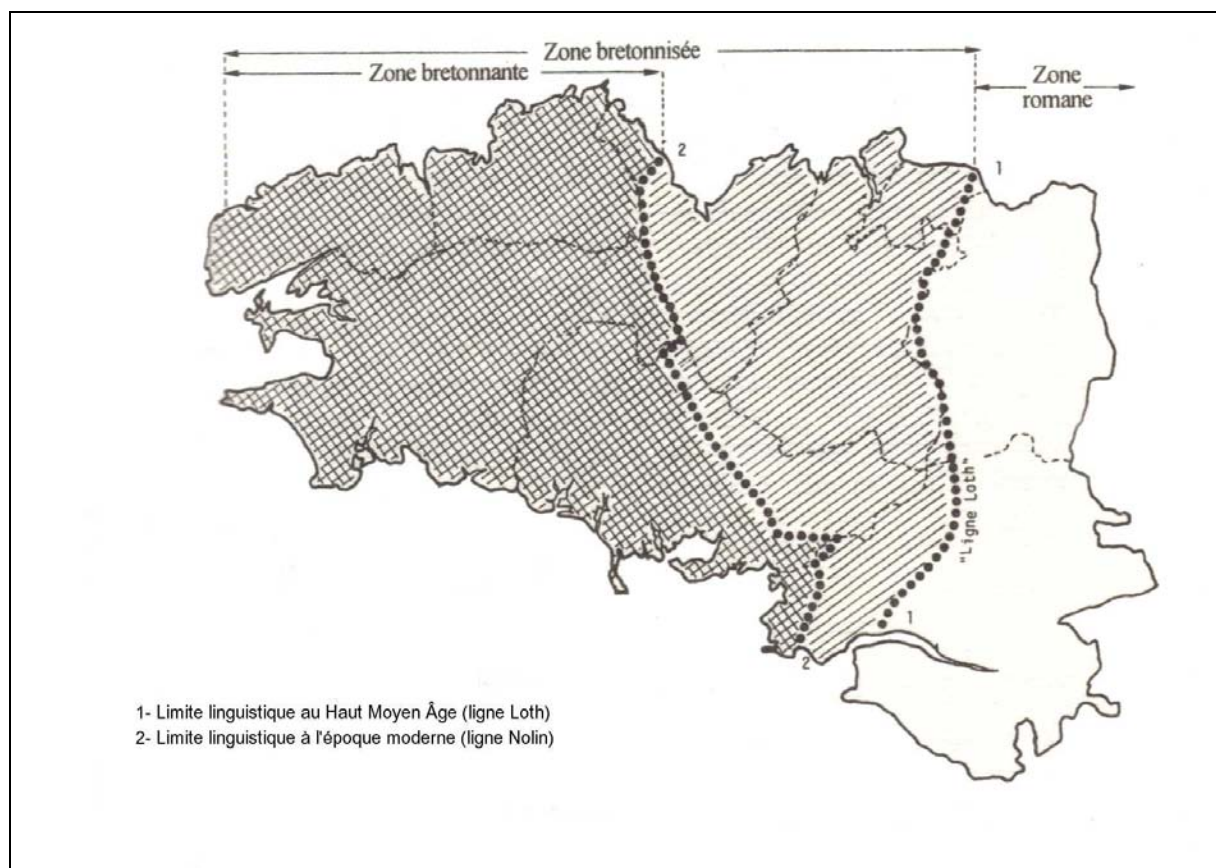 Zone bretonnisée
Zone bretonnante
Zone
romane
2
1
"Ligne Loth"
1
2
1- Limite linguistique au Haut Moyen Âge (ligne Loth)
2- Limite linguistique à l'époque moderne (ligne Nolin)